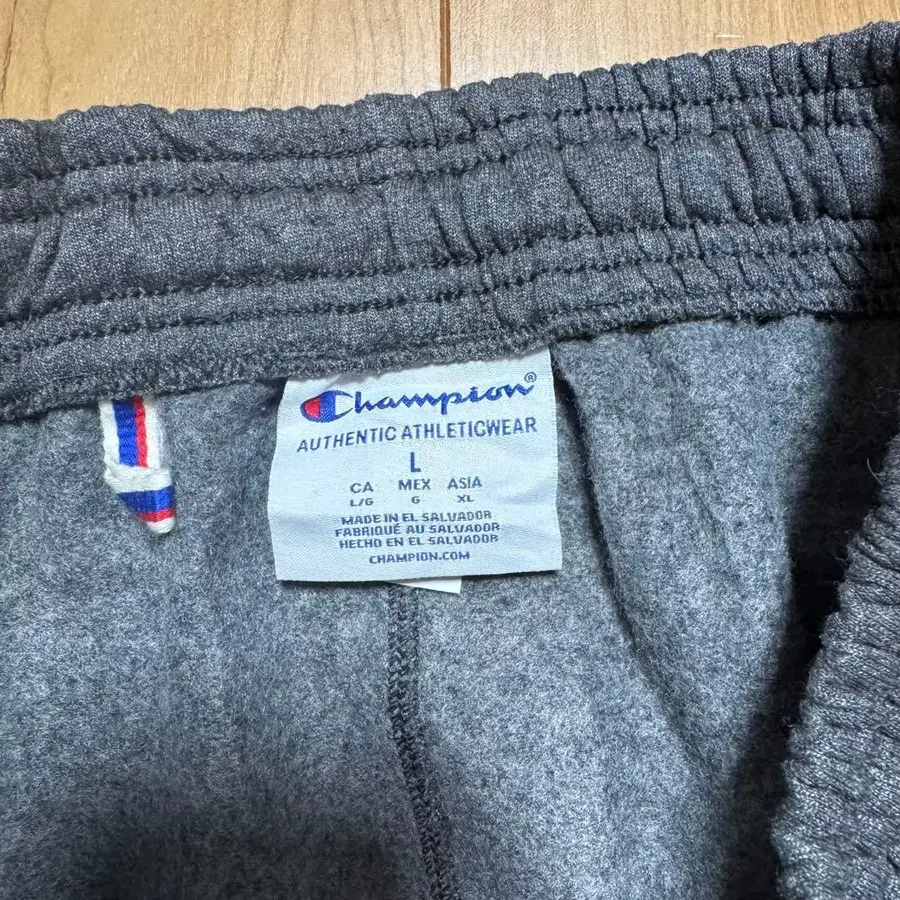 Champion®
AUTHENTIC ATHLETICWEAR
L
CA MEX ASIA
L/G G XL
MADE IN EL SALVADOR
FABRIQUÉ AU SALVADOR
HECHO EN EL SALVADOR
CHAMPION.COM